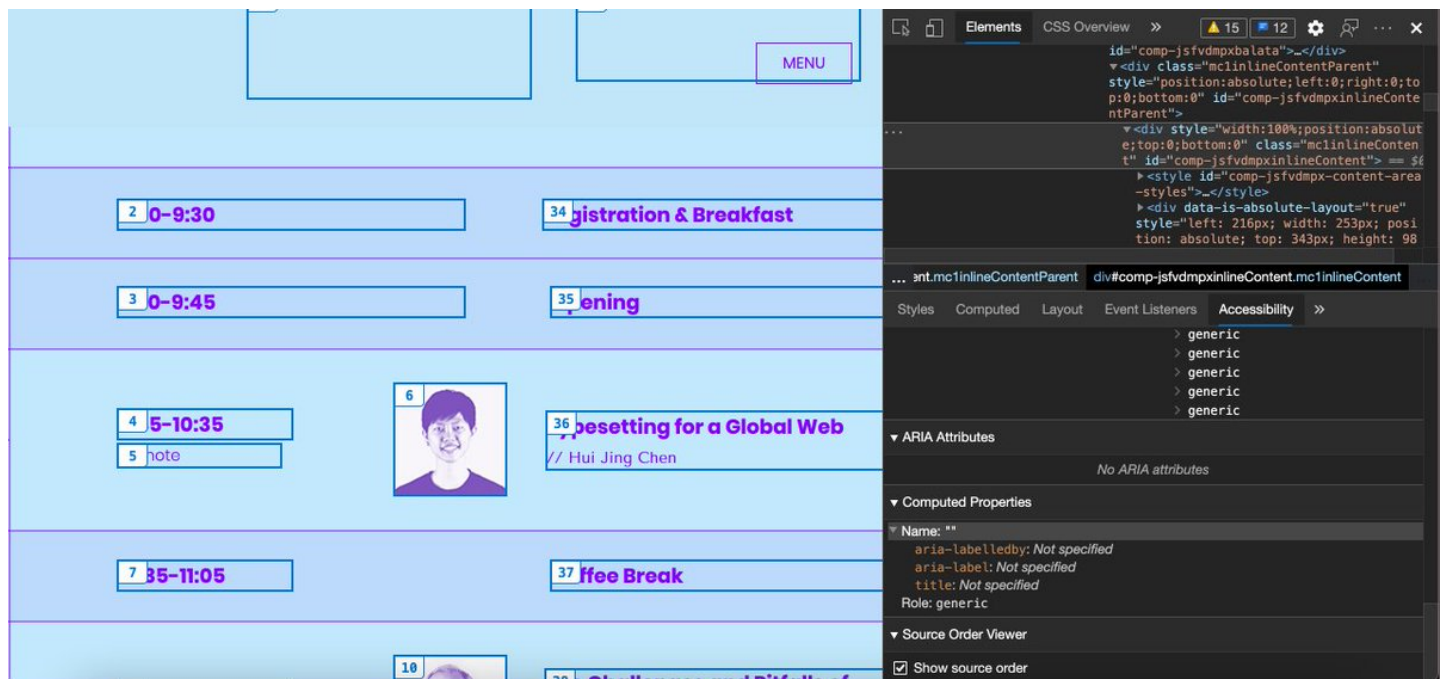 MENU
2 0-9:30
34 gistration & Breakfast
3 0-9:45
35 ening
4 5-10:35
5 note
6
36 pesetting for a Global Web
// Hui Jing Chen
7 35-11:05
37 ffee Break
10
Elements
CSS Overview
»
15
12
id="comp-jsfvdmpxbalata">…</div>
▼<div class="mc1inlineContentParent"
style="position:absolute;left:0;right:0;to
p:0;bottom:0" id="comp-jsfvdmpxinlineConte
ntParent">
...
▼<div style="width:100%;position:absolut
e;top:0;bottom:0" class="mc1inlineConten
t" id="comp-jsfvdmpxinlineContent"> ==
▶<style id="comp-jsfvdmpx-content-area
-styles">…</style>
▶<div data-is-absolute-layout="true"
style="left: 216px; width: 253px; posi
tion: absolute; top: 343px; height: 98
... ent.mc1inlineContentParent div#comp-jsfvdmpxinlineContent.mc1inlineContent
Styles Computed Layout Event Listeners Accessibility »
generic
generic
generic
generic
generic
▼ ARIA Attributes
No ARIA attributes
▼ Computed Properties
▼ Name: ""
aria-labelledby: Not specified
aria-label: Not specified
title: Not specified
Role: generic
▼ Source Order Viewer
Show source order